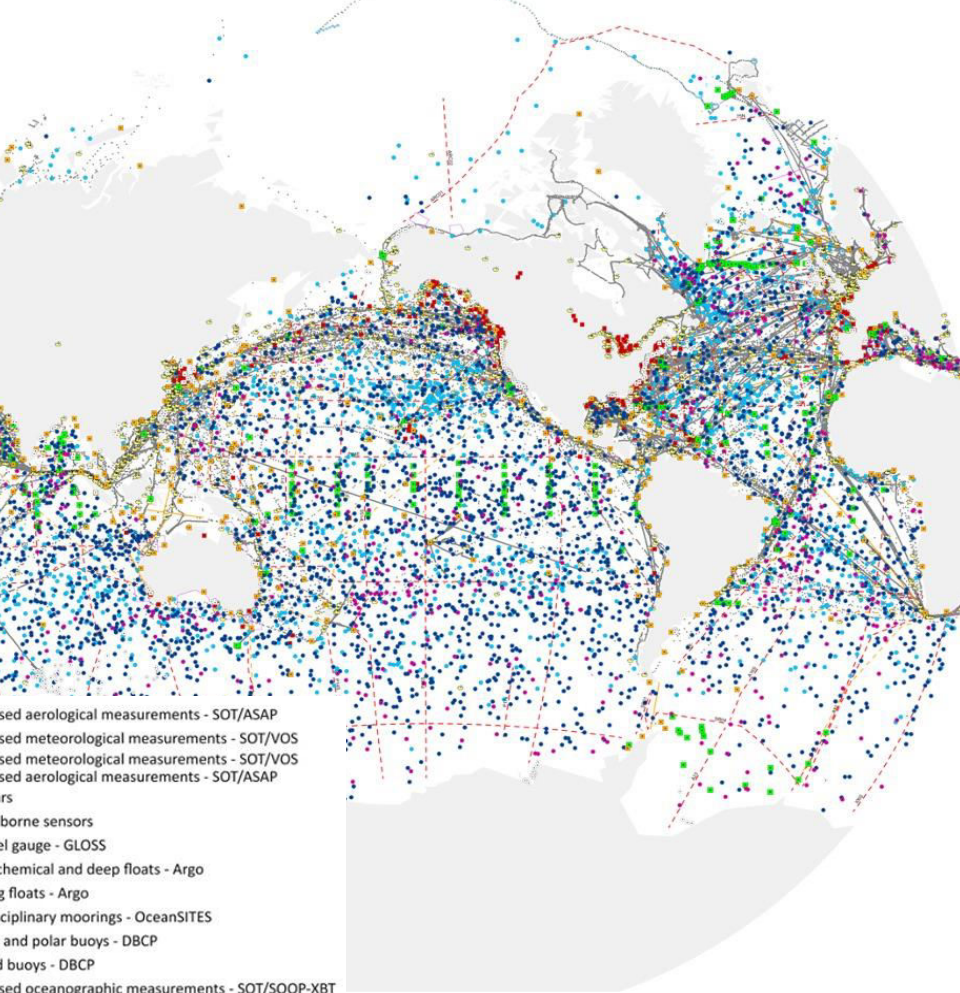 sed aerological measurements - SOT/ASAP
sed meteorological measurements - SOT/VOS
sed meteorological measurements - SOT/VOS
sed aerological measurements - SOT/ASAP
rs
borne sensors
el gauge - GLOSS
chemical and deep floats - Argo
g floats - Argo
ciplinary moorings - OceanSITES
and polar buoys - DBCP
d buoys - DBCP
sed oceanographic measurements - SOT/SOOP-XBT